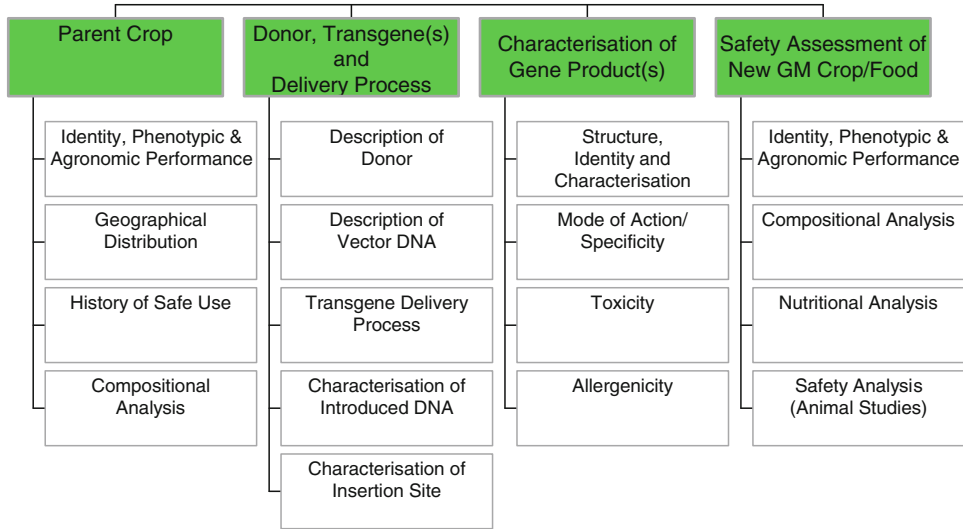 Parent Crop
Identity, Phenotypic &
Agronomic Performance
Geographical
Distribution
History of Safe Use
Compositional
Analysis
Donor, Transgene(s)
and
Delivery Process
Description of
Donor
Description of
Vector DNA
Transgene Delivery
Process
Characterisation of
Introduced DNA
Characterisation of
Insertion Site
Characterisation of
Gene Product(s)
Structure,
Identity and
Characterisation
Mode of Action/
Specificity
Toxicity
Allergenicity
Safety Assessment of
New GM Crop/Food
Identity, Phenotypic &
Agronomic Performance
Compositional Analysis
Nutritional Analysis
Safety Analysis
(Animal Studies)